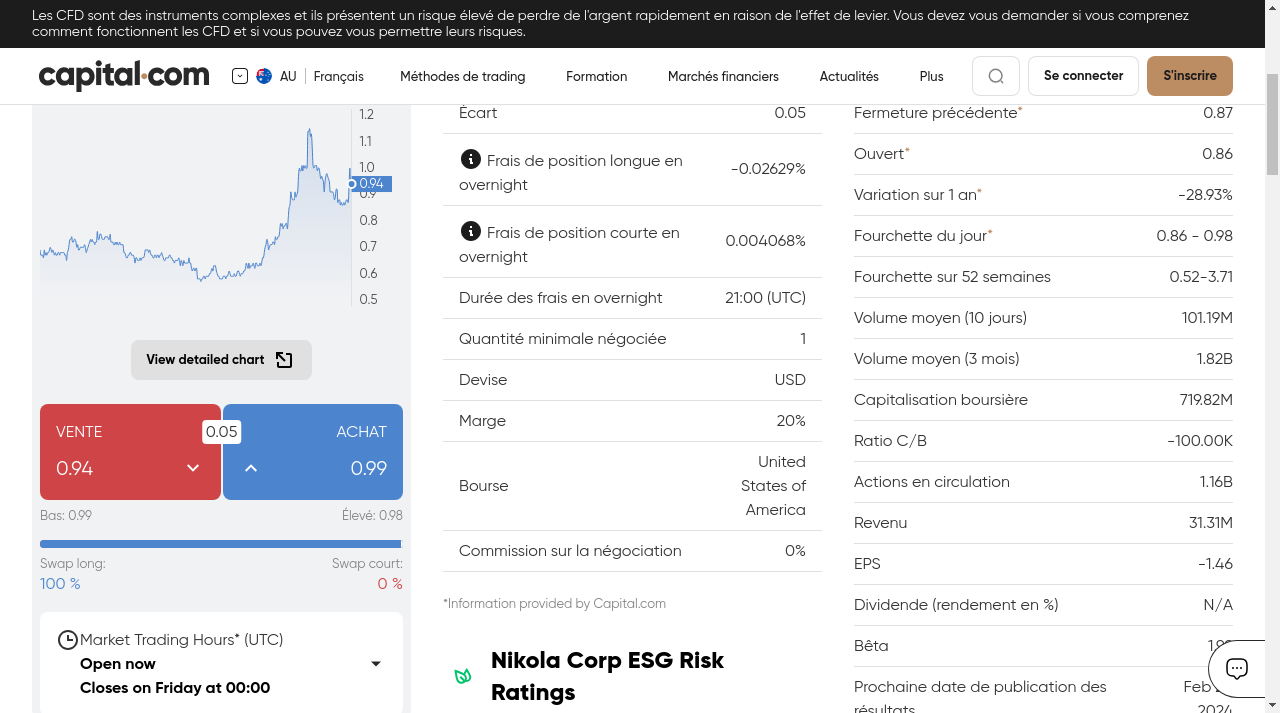 Les CFD sont des instruments complexes et ils présentent un risque élevé de perdre de l'argent rapidement en raison de l'effet de levier. Vous devez vous demander si vous comprenez
comment fonctionnent les CFD et si vous pouvez vous permettre leurs risques.
capital.com
AU Français
Méthodes de trading
Formation
Marchés financiers
Actualités
Plus
Se connecter
S'inscrire
1.2
1.1
1.0
0.94
0.9
0.8
0.7
0.6
0.5
View detailed chart
VENTE 0.05 ACHAT
0.94 0.99
Bas: 0.99 Élevé: 0.98
Swap long: Swap court:
100 % 0 %
Market Trading Hours* (UTC)
Open now
Closes on Friday at 00:00
Écart 0.05
Frais de position longue en
overnight
-0.02629%
Frais de position courte en
overnight
0.004068%
Durée des frais en overnight 21:00 (UTC)
Quantité minimale négociée 1
Devise USD
Marge 20%
Bourse
United
States of
America
Commission sur la négociation 0%
*Information provided by Capital.com
Nikola Corp ESG Risk
Ratings
Fermeture précédente* 0.87
Ouvert* 0.86
Variation sur 1 an* -28.93%
Fourchette du jour* 0.86 - 0.98
Fourchette sur 52 semaines 0.52-3.71
Volume moyen (10 jours) 101.19M
Volume moyen (3 mois) 1.82B
Capitalisation boursière 719.82M
Ratio C/B -100.00K
Actions en circulation 1.16B
Revenu 31.31M
EPS -1.46
Dividende (rendement en %) N/A
Bêta
Prochaine date de publication des
résultats
Feb
2024